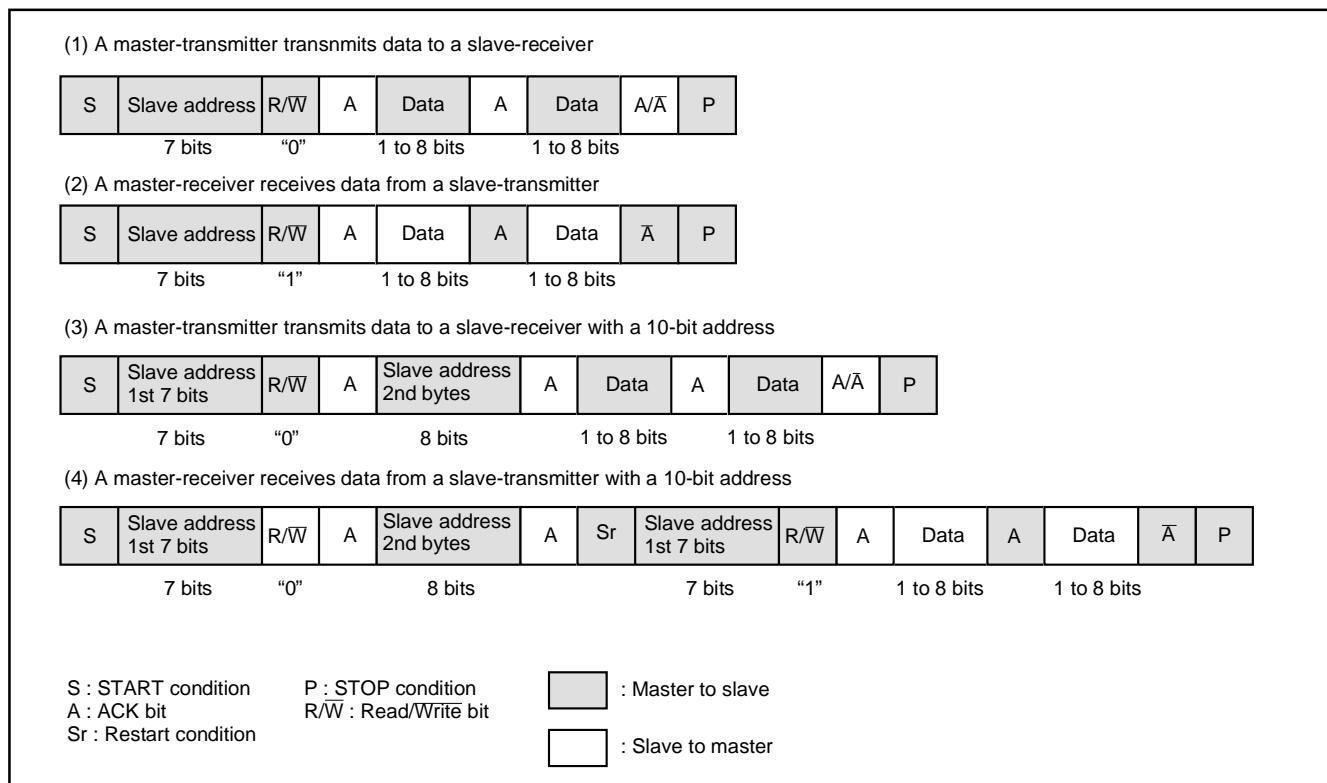 (1) A master-transmitter transnmits data to a slave-receiver
S Slave address R/W̅ A Data A Data A/A̅ P
7 bits “0” 1 to 8 bits 1 to 8 bits
(2) A master-receiver receives data from a slave-transmitter
S Slave address R/W̅ A Data A Data A̅ P
7 bits “1” 1 to 8 bits 1 to 8 bits
(3) A master-transmitter transmits data to a slave-receiver with a 10-bit address
S Slave address 1st 7 bits R/W̅ A Slave address 2nd bytes A Data A Data A/A̅ P
7 bits “0” 8 bits 1 to 8 bits 1 to 8 bits
(4) A master-receiver receives data from a slave-transmitter with a 10-bit address
S Slave address 1st 7 bits R/W̅ A Slave address 2nd bytes A Sr Slave address 1st 7 bits R/W̅ A Data A Data A̅ P
7 bits “0” 8 bits 7 bits “1” 1 to 8 bits 1 to 8 bits
S : START condition P : STOP condition : Master to slave
A : ACK bit R/W̅ : Read/W̅r̅i̅t̅e̅ bit
Sr : Restart condition
: Slave to master